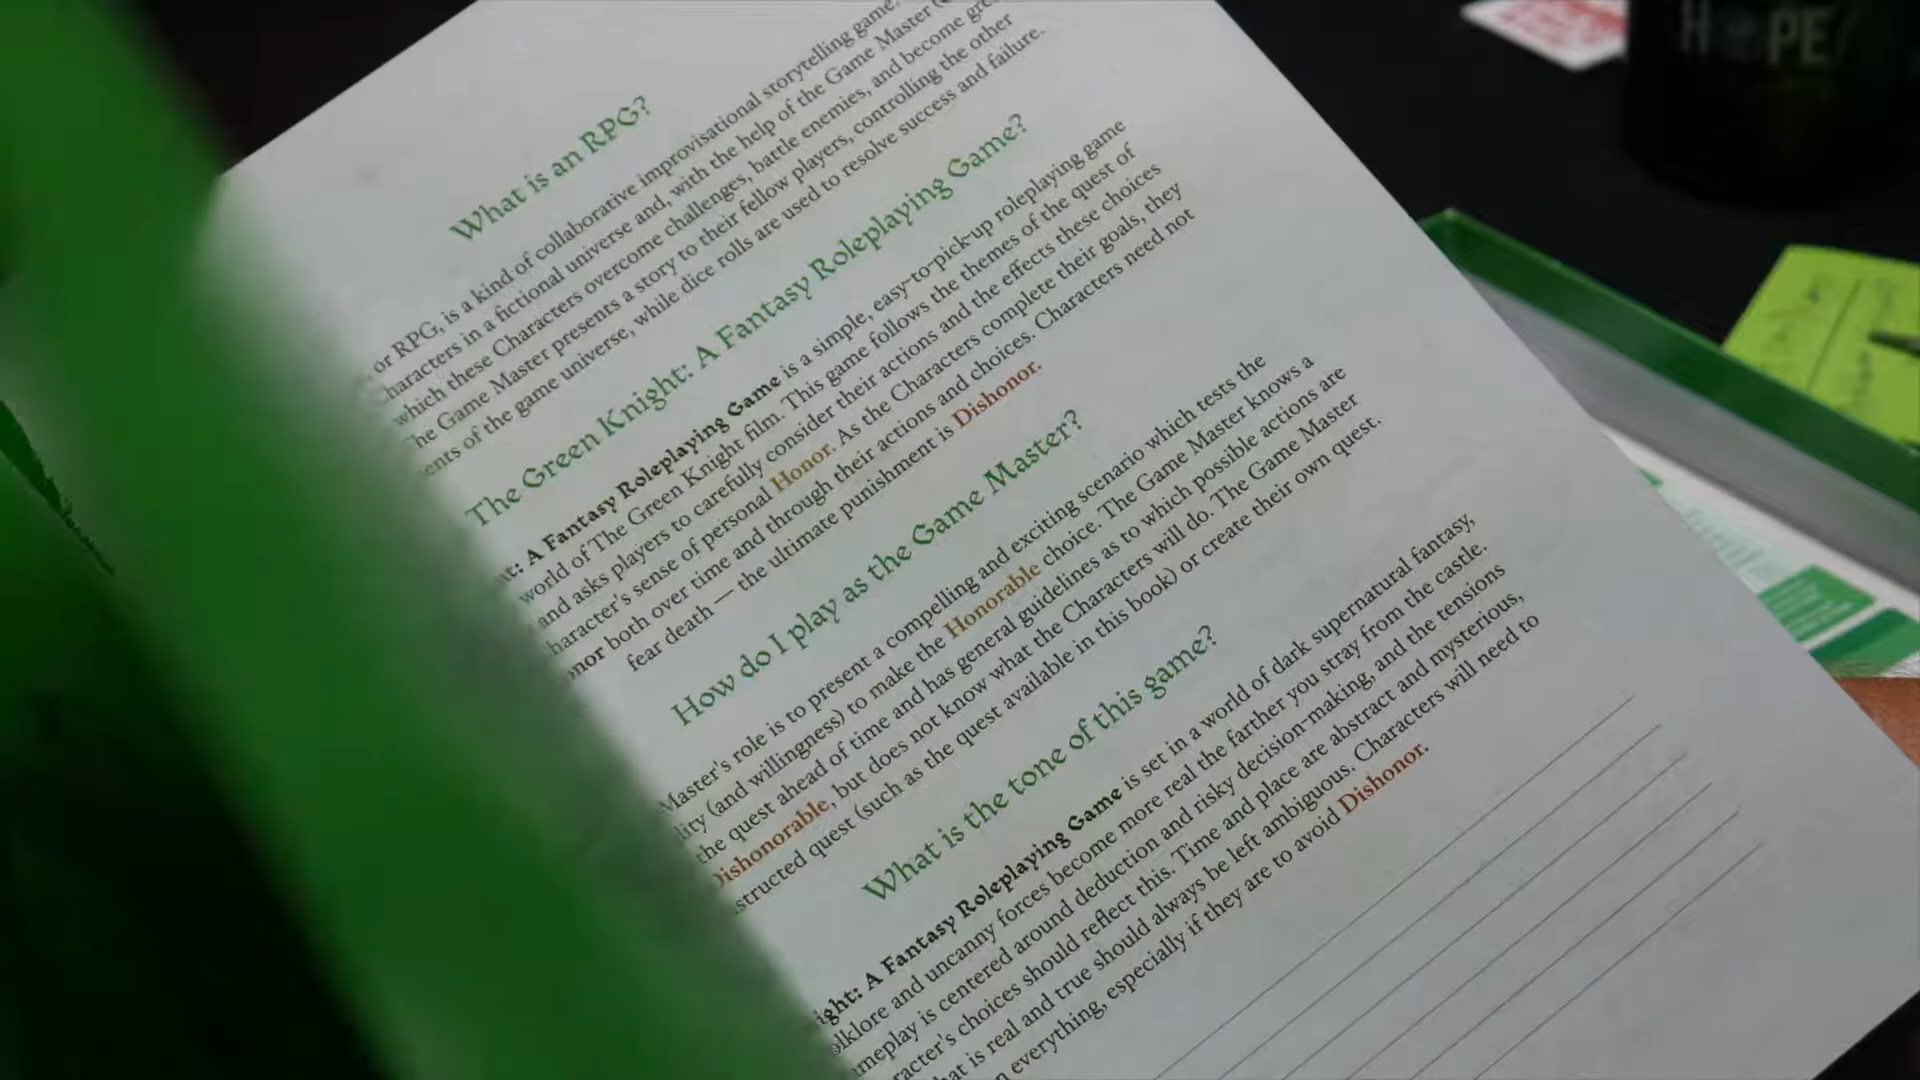 What is an RPG?
or RPG, is a kind of collaborative improvisational storytelling game.
Characters in a fictional universe and, with the help of the Game Master
which these Characters overcome challenges, battle enemies, and become
The Game Master presents a story to their fellow players, controlling the other
ents of the game universe, while dice rolls are used to resolve success and failure.
The Green Knight: A Fantasy Roleplaying Game?
ht: A Fantasy Roleplaying Game is a simple, easy-to-pick-up roleplaying game
world of The Green Knight film. This game follows the themes of the quest of
and asks players to carefully consider their actions and the effects these choices
haracter's sense of personal Honor. As the Characters complete their goals, they
onor both over time and through their actions and choices. Characters need not
fear death — the ultimate punishment is Dishonor.
How do I play as the Game Master?
Master's role is to present a compelling and exciting scenario which tests the
lity (and willingness) to make the Honorable choice. The Game Master knows a
the quest ahead of time and has general guidelines as to which possible actions are
Dishonorable, but does not know what the Characters will do. The Game Master
structed quest (such as the quest available in this book) or create their own quest.
What is the tone of this game?
ight: A Fantasy Roleplaying Game is set in a world of dark supernatural fantasy,
olklore and uncanny forces become more real the farther you stray from the castle.
ameplay is centered around deduction and risky decision-making, and the tensions
racter's choices should reflect this. Time and place are abstract and mysterious,
hat is real and true should always be left ambiguous. Characters will need to
n everything, especially if they are to avoid Dishonor.
HOPE